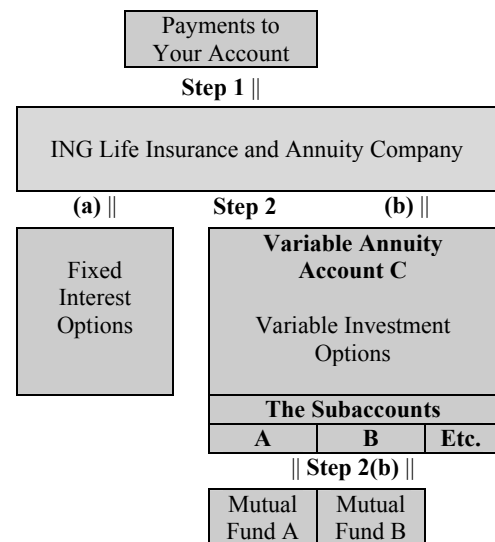 Payments to
Your Account
Step 1 ||
ING Life Insurance and Annuity Company
(a) || Step 2 (b) ||
Fixed
Interest
Options
Variable Annuity
Account C
Variable Investment
Options
The Subaccounts
A B Etc.
|| Step 2(b) ||
Mutual
Fund A
Mutual
Fund B